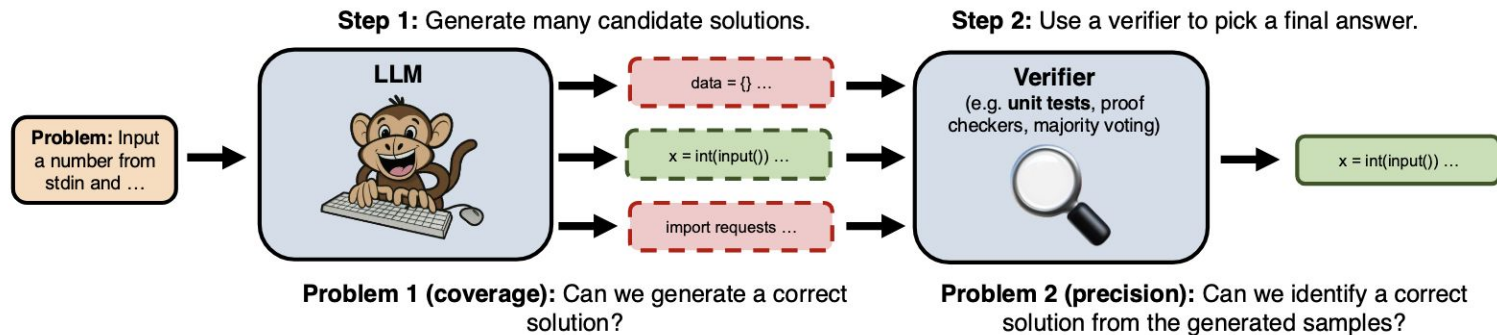 Step 1: Generate many candidate solutions.
Step 2: Use a verifier to pick a final answer.
Problem: Input
a number from
stdin and …
LLM
data = {} …
x = int(input()) …
import requests …
Verifier
(e.g. unit tests, proof
checkers, majority voting)
x = int(input()) …
Problem 1 (coverage): Can we generate a correct
solution?
Problem 2 (precision): Can we identify a correct
solution from the generated samples?